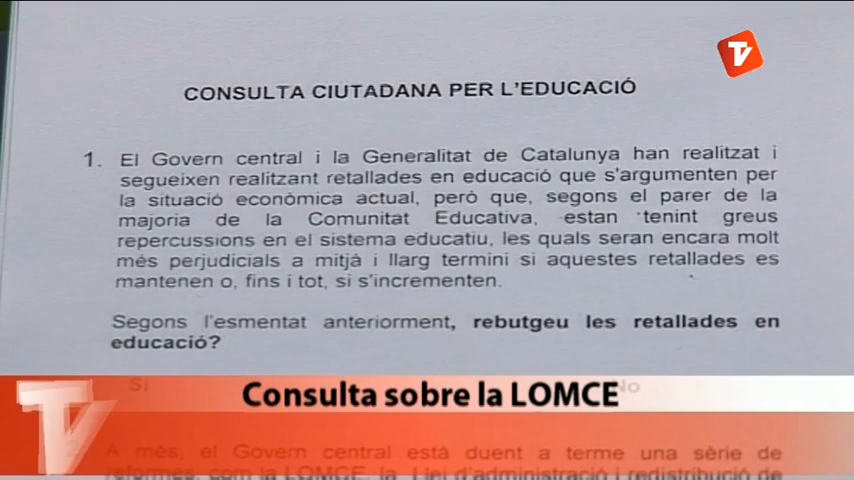 TV
CONSULTA CIUTADANA PER L'EDUCACIÓ
1. El Govern central i la Generalitat de Catalunya han realitzat i
segueixen realitzant retallades en educació que s'argumenten per
la situació econòmica actual, però que, segons el parer de la
majoria de la Comunitat Educativa, estan tenint greus
repercussions en el sistema educatiu, les quals seran encara molt
més perjudicials a mitjà i llarg termini si aquestes retallades es
mantenen o, fins i tot, si s'incrementen.
Segons l'esmentat anteriorment, rebutgeu les retallades en
educació?
Si No
Consulta sobre la LOMCE
TV
A més, el Govern central està duent a terme una sèrie de
reformes, com la LOMCE, la Llei d'administració i redistribució de